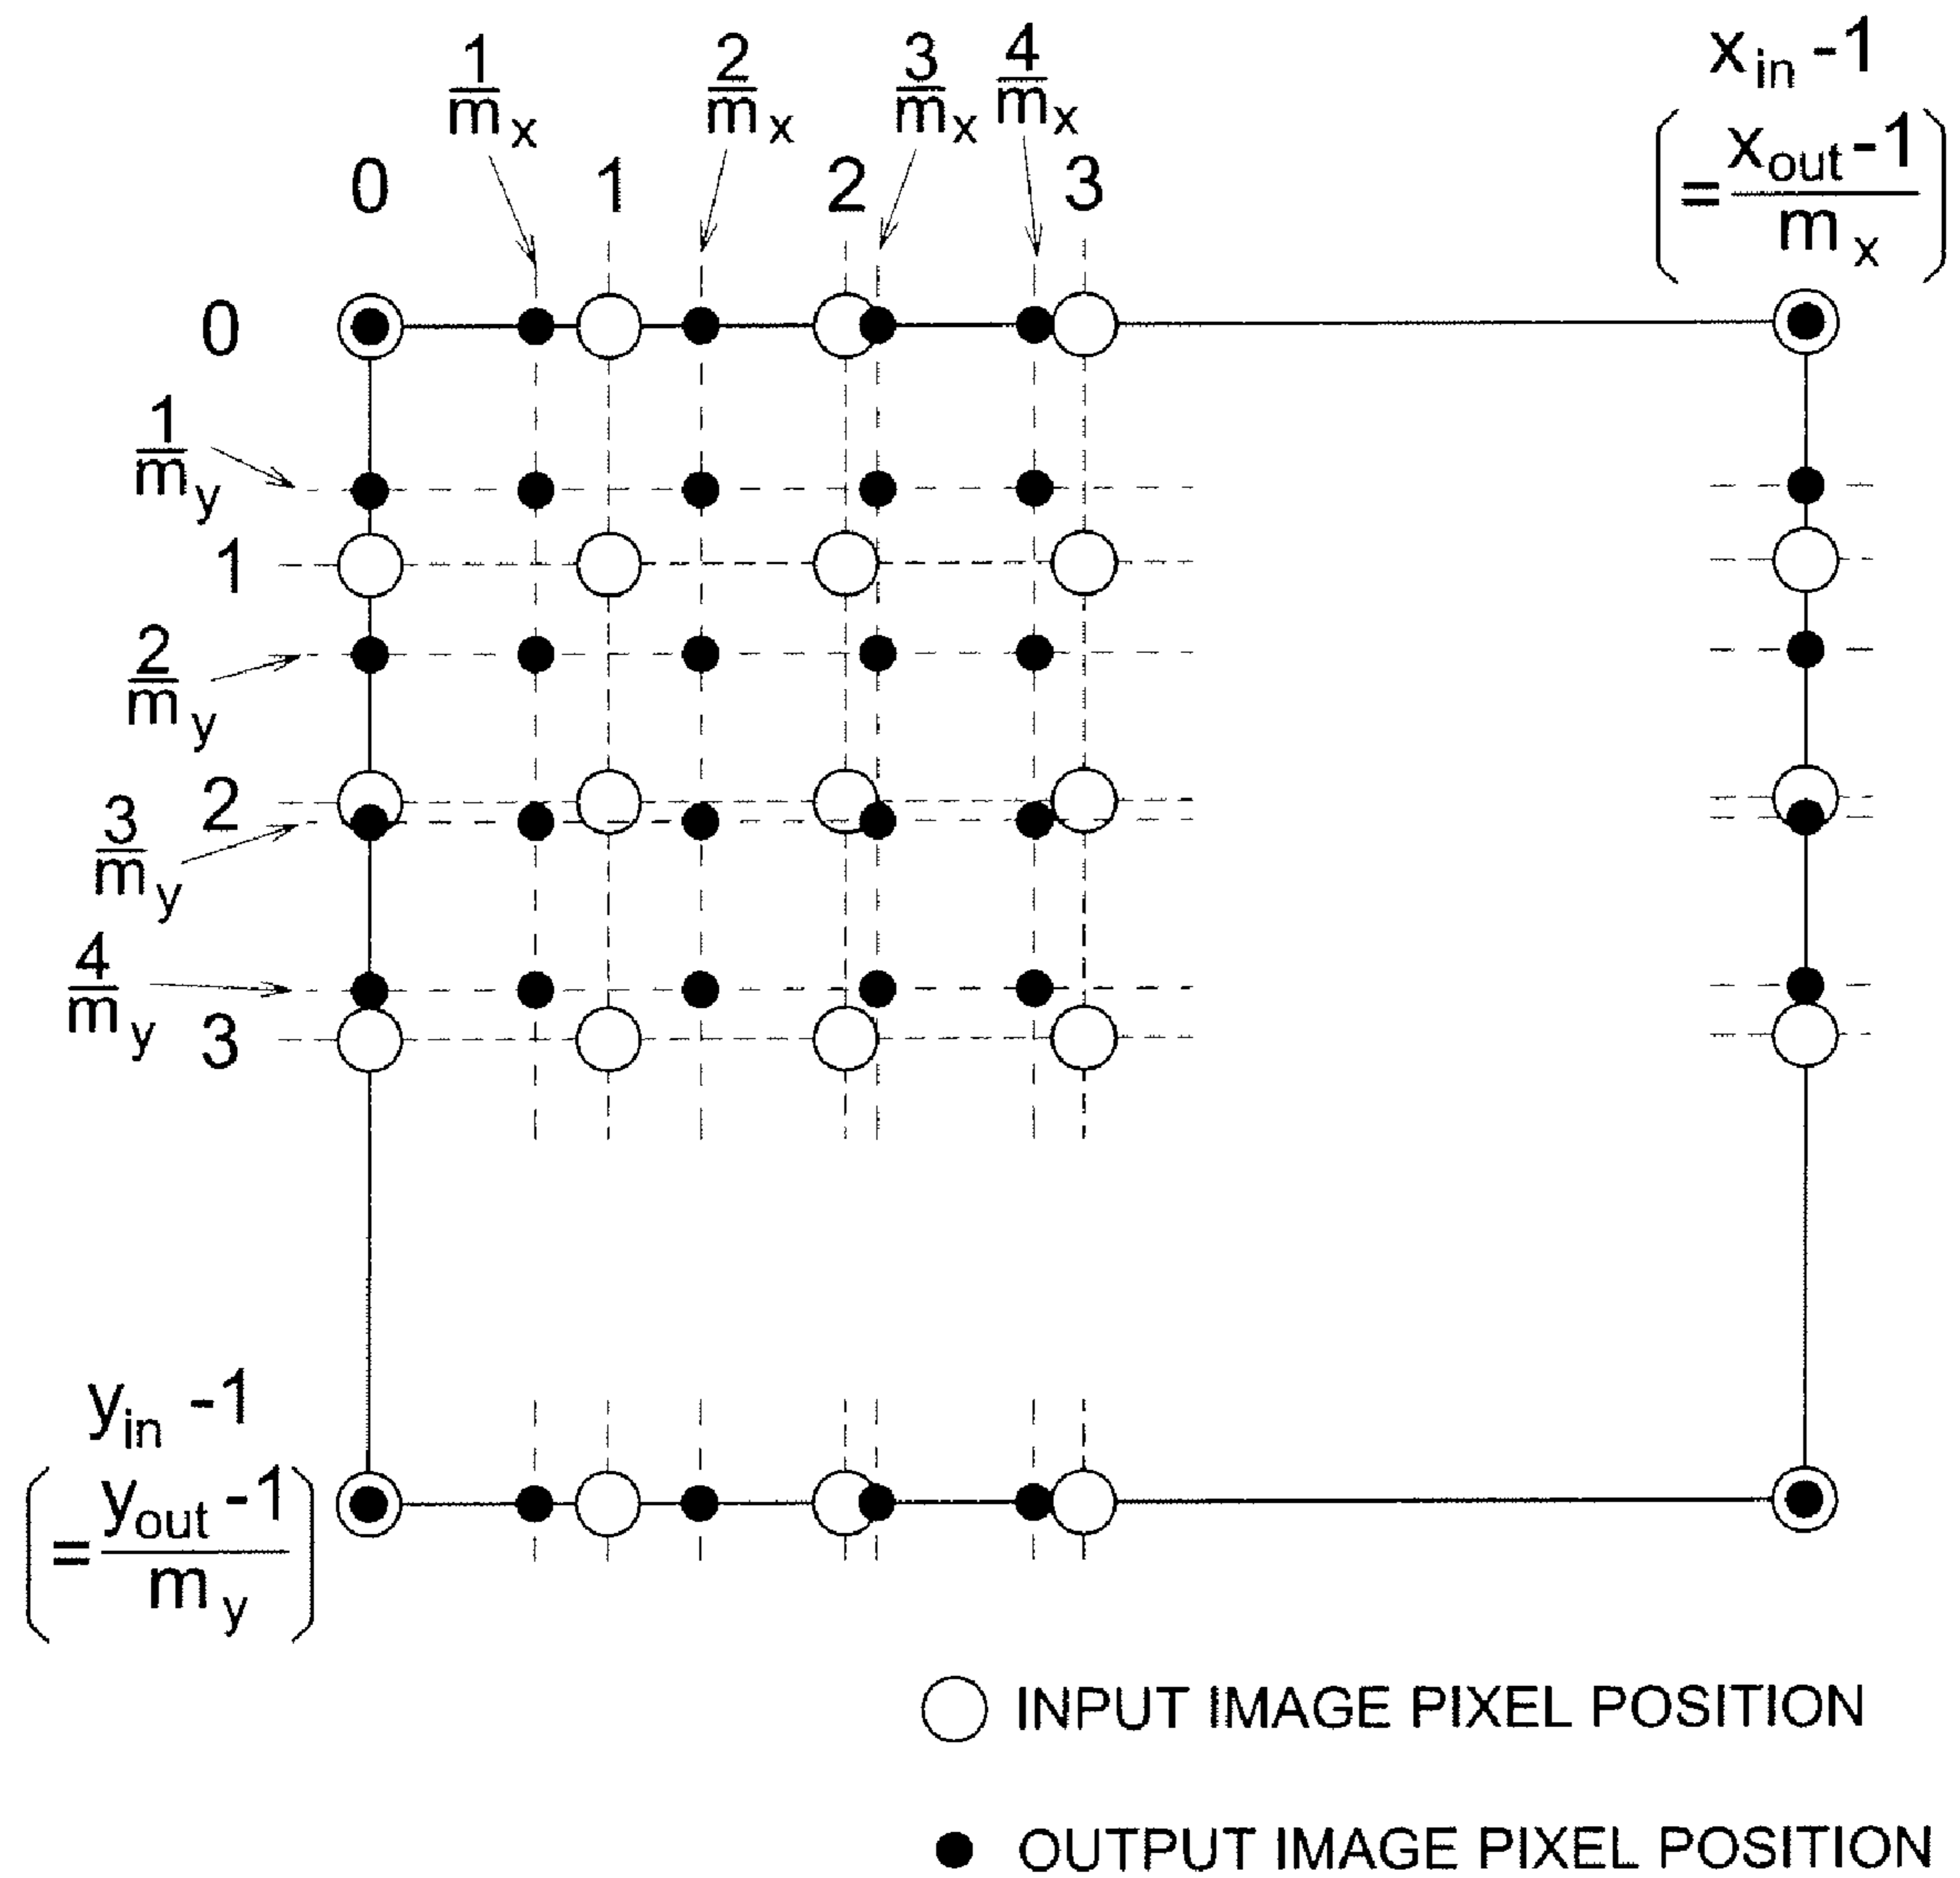 1/m_x 2/m_x 3/m_x 4/m_x
x_in -1
(= x_out -1 / m_x)
0 1 2 3
0
1/m_y
1
2/m_y
2
3/m_y
4/m_y
3
y_in -1
(= y_out -1 / m_y)
INPUT IMAGE PIXEL POSITION
OUTPUT IMAGE PIXEL POSITION